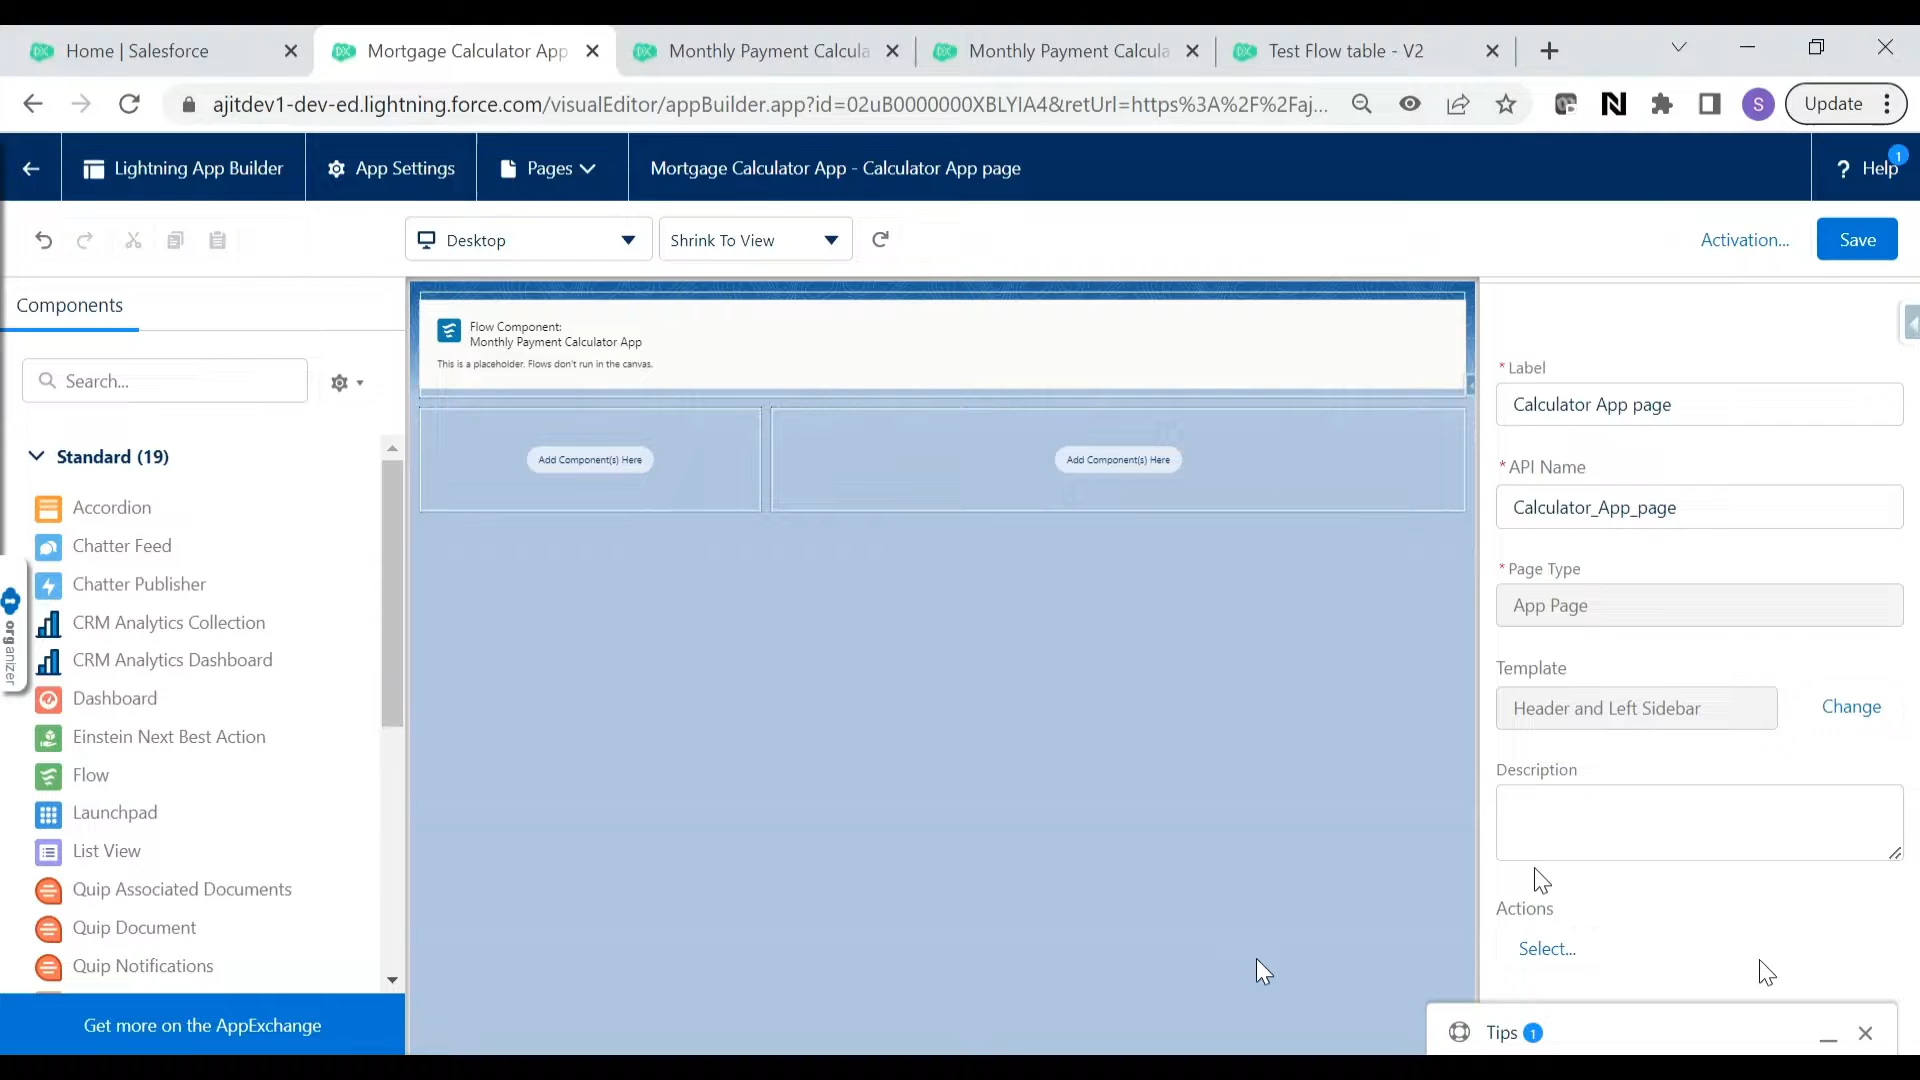 Home | Salesforce
Mortgage Calculator App
Monthly Payment Calcula
Monthly Payment Calcula
Test Flow table - V2
ajitdev1-dev-ed.lightning.force.com/visualEditor/appBuilder.app?id=02uB0000000XBLYIA4&retUrl=https%3A%2F%2Faj...
S
Update
Lightning App Builder
App Settings
Pages
Mortgage Calculator App - Calculator App page
? Help
1
Desktop
Shrink To View
Activation...
Save
Components
Search...
Standard (19)
Accordion
Chatter Feed
Chatter Publisher
CRM Analytics Collection
CRM Analytics Dashboard
Dashboard
Einstein Next Best Action
Flow
Launchpad
List View
Quip Associated Documents
Quip Document
Quip Notifications
Get more on the AppExchange
organizer
Flow Component:
Monthly Payment Calculator App
This is a placeholder. Flows don't run in the canvas.
Add Component(s) Here
Add Component(s) Here
* Label
Calculator App page
* API Name
Calculator_App_page
* Page Type
App Page
Template
Header and Left Sidebar
Change
Description
Actions
Select...
Tips 1